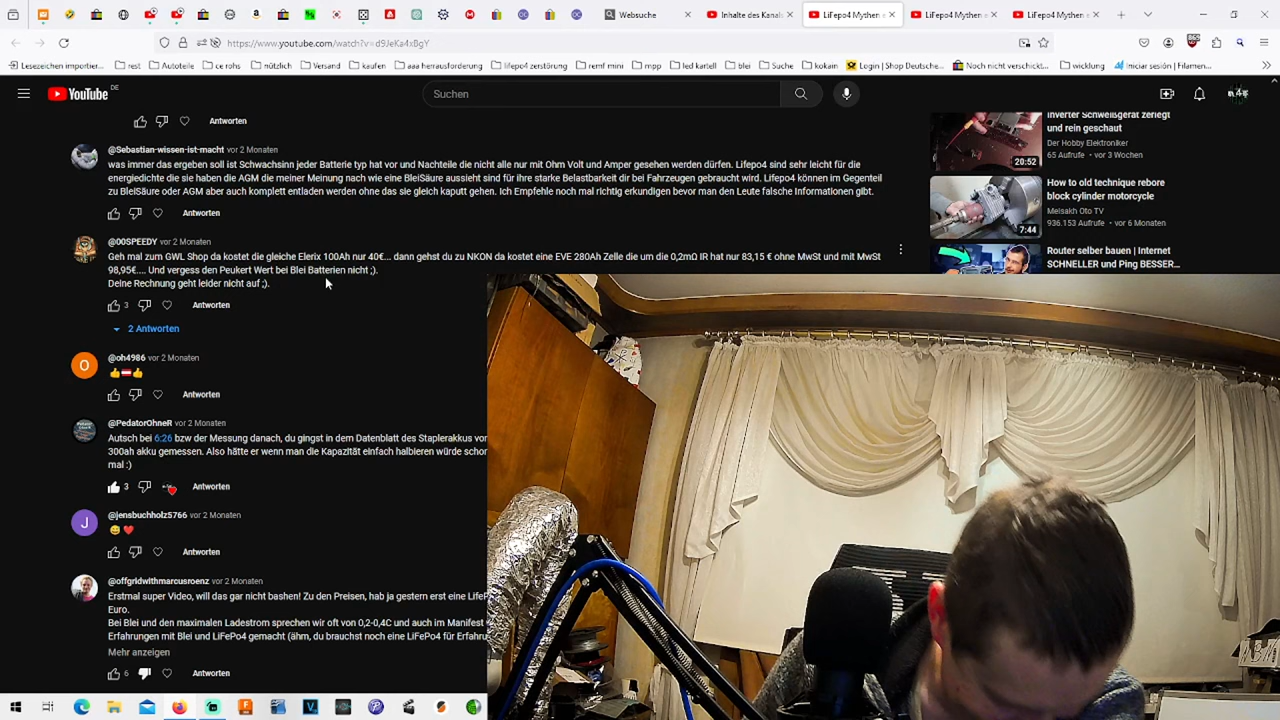 Websuche
Inhalte des Kanals
LiFepo4 Mythen e
LiFepo4 Mythen e
LiFepo4 Mythen e
https://www.youtube.com/watch?v=d9JeKa4xBgY
Lesezeichen importier...
rest
Autoteile
ce rohs
nützlich
Versand
kaufen
aaa herausforderung
lifepo4 zerstörung
remf mini
mpp
led kartell
blei
Suche
kokain
Login | Shop Deutsche...
Noch nicht verschickt...
wicklung
Iniciar sesión | Filamen...
YouTube DE
Suchen
Antworten
@Sebastian-wissen-ist-macht vor 2 Monaten
was immer das ergeben soll ist Schwachsinn jeder Batterie typ hat vor und Nachteile die nicht alle nur mit Ohm Volt und Amper gesehen werden dürfen. Lifepo4 sind sehr leicht für die
energiedichte die sie haben die AGM die meiner Meinung nach wie eine BleiSäure aussieht sind für ihre starke Belastbarkeit dir bei Fahrzeugen gebraucht wird. Lifepo4 können im Gegenteil
zu BleiSäure oder AGM aber auch komplett entladen werden ohne das sie gleich kaputt gehen. Ich Empfehle noch mal richtig erkundigen bevor man den Leute falsche Informationen gibt.
Antworten
@00SPEEDY vor 2 Monaten
Geh mal zum GWL Shop da kostet die gleiche Elerix 100Ah nur 40€... dann gehst du zu NKON da kostet eine EVE 280Ah Zelle die um die 0,2mΩ IR hat nur 83,15 € ohne MwSt und mit MwSt
98,95€.... Und vergess den Peukert Wert bei Blei Batterien nicht ;).
Deine Rechnung geht leider nicht auf ;).
3 Antworten
2 Antworten
@oh4986 vor 2 Monaten
Antworten
@PedatorOhneR vor 2 Monaten
Autsch bei 6:26 bzw der Messung danach, du gingst in dem Datenblatt des Staplerakkus vor
300ah akku gemessen. Also hätte er wenn man die Kapazität einfach halbieren würde schor
mal :)
3 Antworten
@jensbuchholz5766 vor 2 Monaten
Antworten
@offgridwithmarcusroenz vor 2 Monaten
Erstmal super Video, will das gar nicht bashen! Zu den Preisen, hab ja gestern erst eine LifeP
Euro.
Bei Blei und den maximalen Ladestrom sprechen wir oft von 0,2-0,4C und auch im Manifest
Erfahrungen mit Blei und LiFePo4 gemacht (ähm, du brauchst noch eine LiFePo4 für Erfahru
Mehr anzeigen
6 Antworten
Inverter Schweißgerät zerlegt
und rein geschaut
Der Hobby Elektroniker
65 Aufrufe • vor 3 Wochen
20:52
How to old technique rebore
block cylinder motorcycle
Melsakh Oto TV
936.153 Aufrufe • vor 6 Monaten
7:44
Router selber bauen | Internet
SCHNELLER und Ping BESSER...